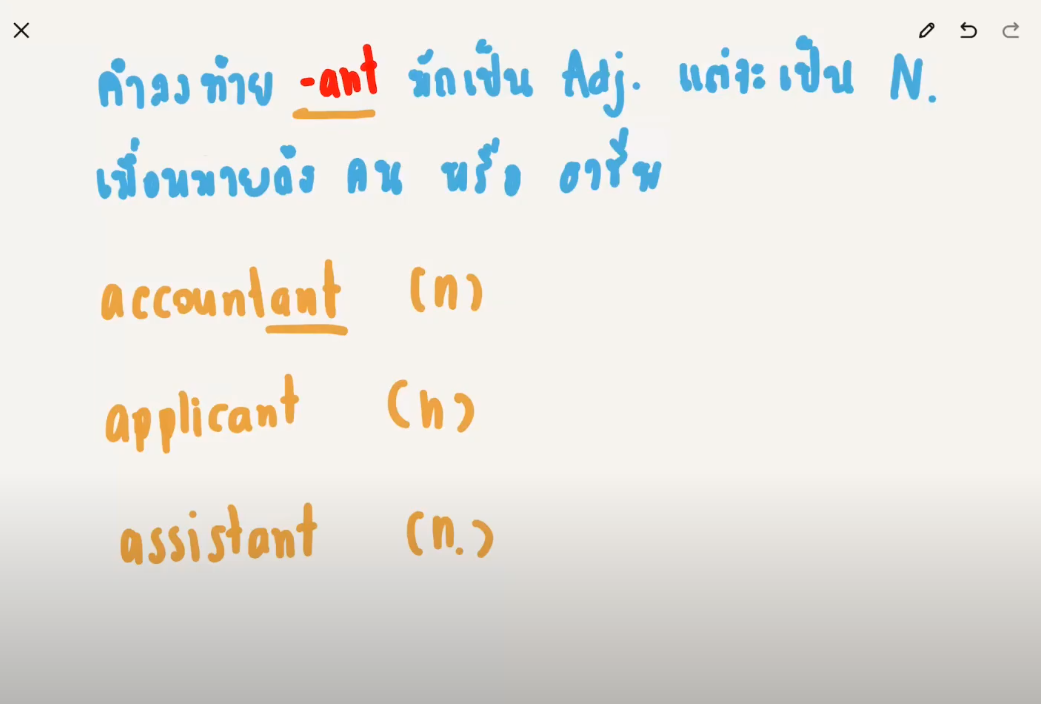 คำลงท้าย -ant มักเป็น Adj. แต่จะเป็น N.
เมื่อหมายถึง คน หรือ อาชีพ
accountant (n)
applicant (n)
assistant (n.)